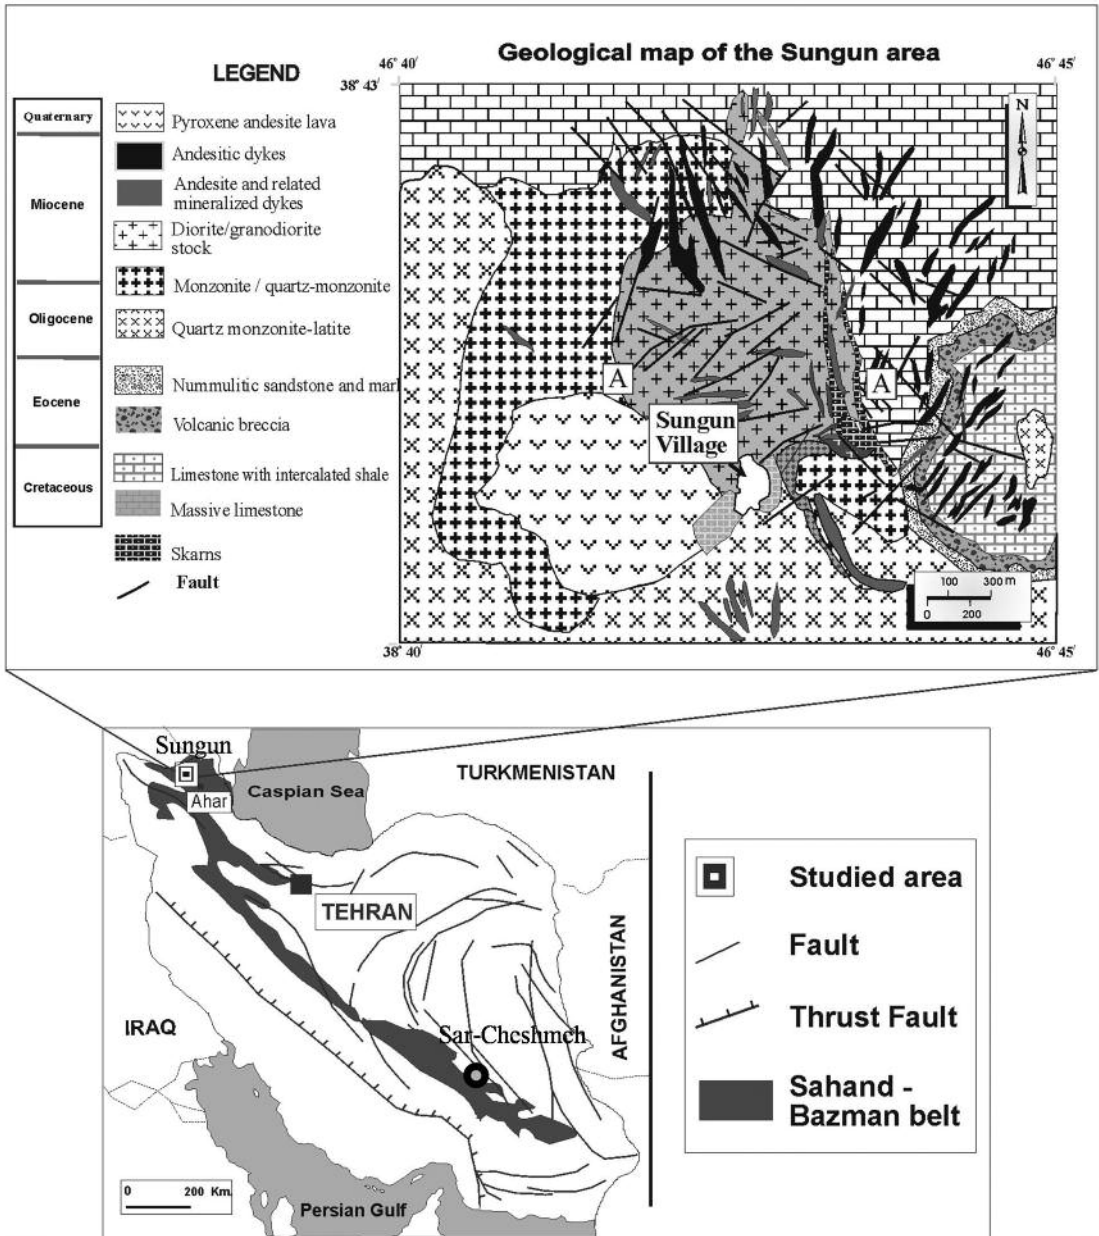 Geological map of the Sungun area
46° 40'
46° 45'
38° 43'
N
LEGEND
Quaternary
Miocene
Oligocene
Eocene
Cretaceous
Pyroxene andesite lava
Andesitic dykes
Andesite and related
mineralized dykes
Diorite/granodiorite
stock
Monzonite / quartz-monzonite
Quartz monzonite-latite
Nummulitic sandstone and marl
Volcanic breccia
Limestone with intercalated shale
Massive limestone
Skarns
Fault
A
A
Sungun
Village
100 300 m
0 200
38° 40'
46° 45'
Sungun
Ahar
Caspian Sea
TURKMENISTAN
TEHRAN
AFGHANISTAN
IRAQ
Sar-Cheshmeh
Persian Gulf
0 200 Km.
Studied area
Fault
Thrust Fault
Sahand -
Bazman belt